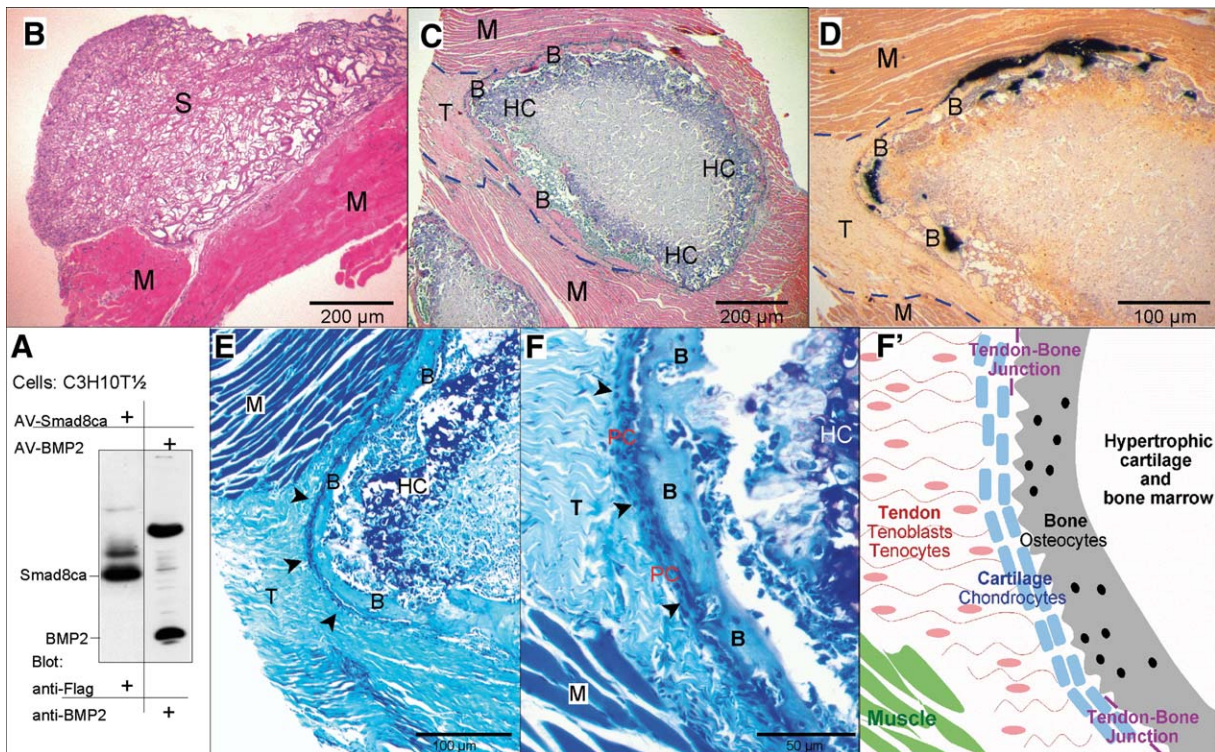 B
S
M
M
200 µm
C
M
B
B
T
HC
HC
B
HC
M
200 µm
D
M
B
B
T
B
M
100 µm
A
Cells: C3H10T½
AV-Smad8ca +
AV-BMP2 +
Smad8ca
BMP2
Blot:
anti-Flag +
anti-BMP2 +
E
B
M
B
HC
T
B
100 µm
F
B
HC
PC
T
B
PC
B
M
50 µm
F'
Tendon-Bone
Junction
Hypertrophic
cartilage
and
bone marrow
Tendon
Tenoblasts
Tenocytes
Bone
Osteocytes
Cartilage
Chondrocytes
Muscle
Tendon-Bone
Junction